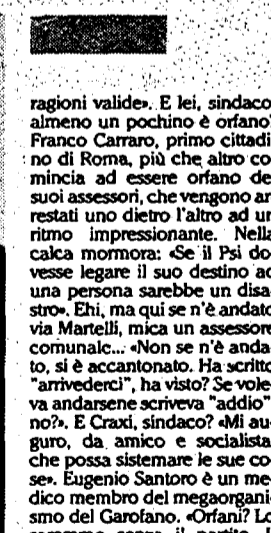 ragioni valide». E lei, sindaco
almeno un pochino è orfano?
Franco Carraro, primo cittadi
no di Roma, più che altro co
mincia ad essere orfano de
suoi assessori, che vengono ar
restati uno dietro l'altro ad un
ritmo impressionante. Nella
calca mormora: «Se il Psi do
vesse legare il suo destino ad
una persona sarebbe un disa
stro». Ehi, ma qui se n'è andato
via Martelli, mica un assessore
comunale... «Non se n'è anda-
to, si è accantonato. Ha scritto
"arrivederci", ha visto? Se vole-
va andarsene scriveva "addio"
no?». E Craxi, sindaco? «Mi au-
guro, da amico e socialista
che possa sistemare le sue co-
se». Eugenio Santoro è un me-
dico membro del megaorgani-
smo del Garofano. «Orfani? Lo